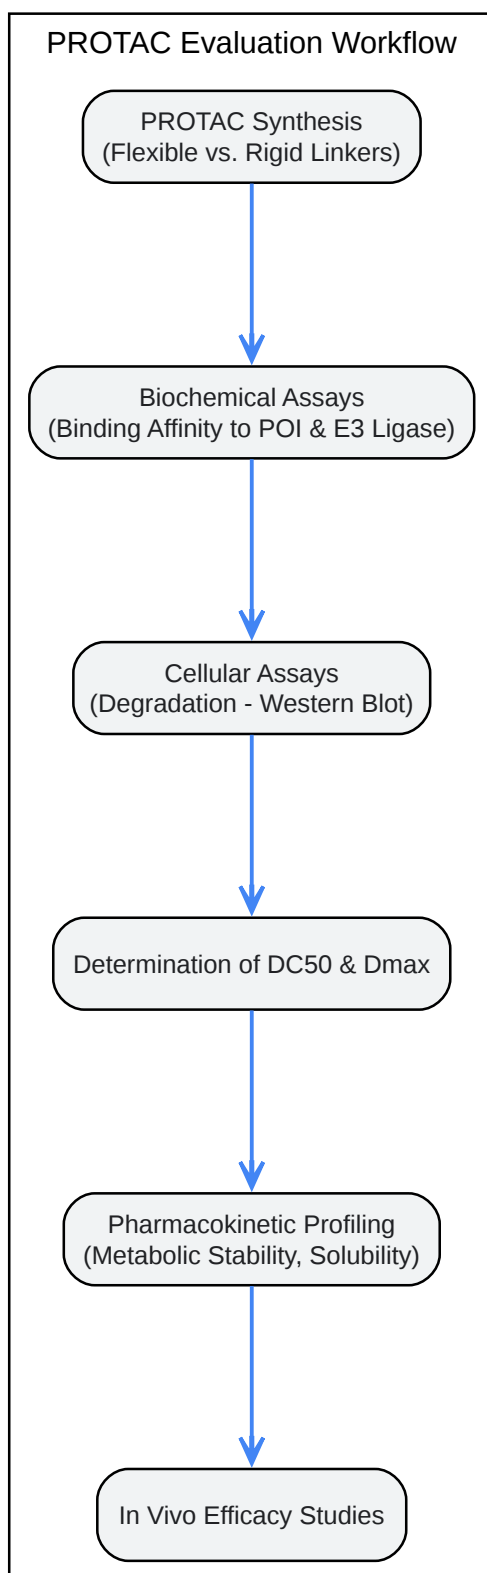 PROTAC Evaluation Workflow
PROTAC Synthesis
(Flexible vs. Rigid Linkers)
Biochemical Assays
(Binding Affinity to POI & E3 Ligase)
Cellular Assays
(Degradation - Western Blot)
Determination of DC50 & Dmax
Pharmacokinetic Profiling
(Metabolic Stability, Solubility)
In Vivo Efficacy Studies